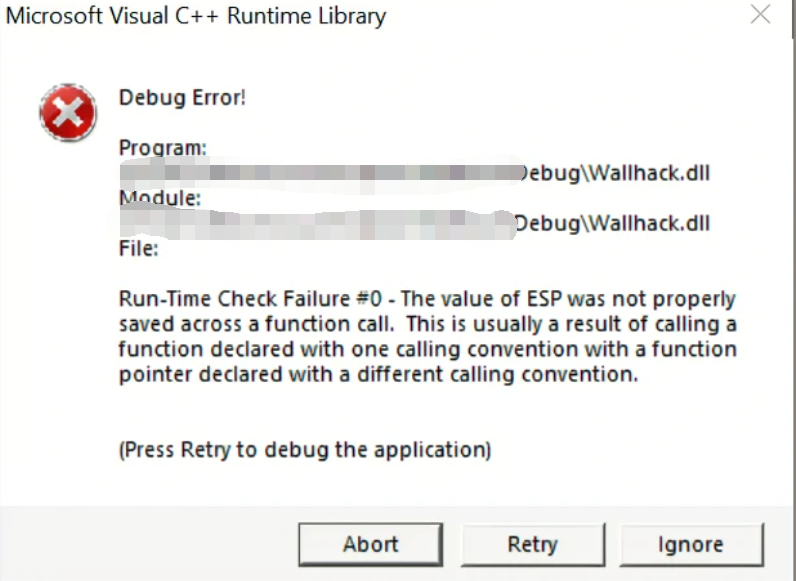 Microsoft Visual C++ Runtime Library
Debug Error!
Program:
Debug\Wallhack.dll
Module:
Debug\Wallhack.dll
File:
Run-Time Check Failure #0 - The value of ESP was not properly
saved across a function call.  This is usually a result of calling a
function declared with one calling convention with a function
pointer declared with a different calling convention.
(Press Retry to debug the application)
Abort
Retry
Ignore